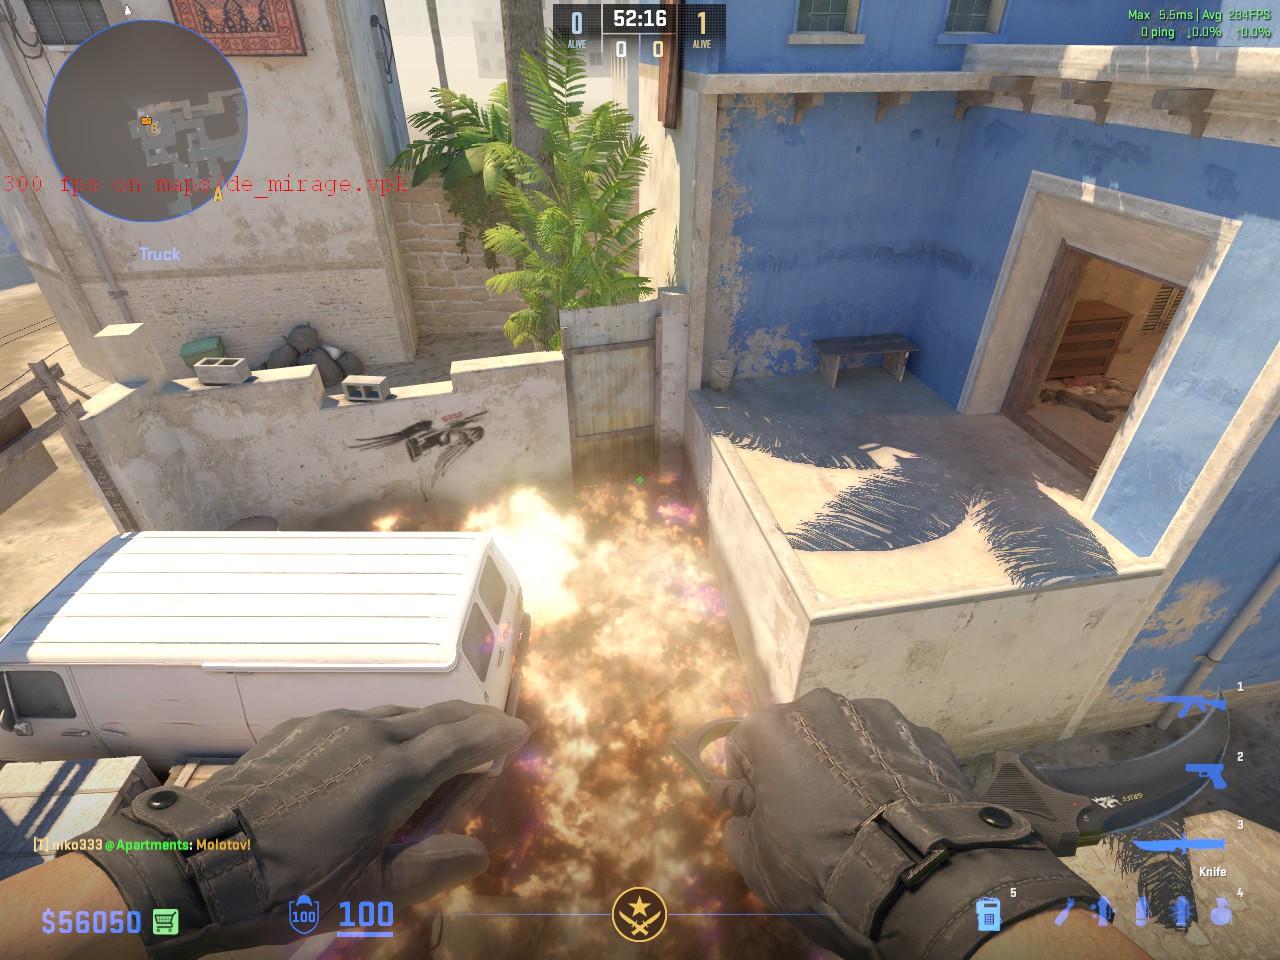 0 52:16 1
ALIVE 0 0 ALIVE
Max 5.5ms | Avg 284FPS
0 ping ↓0.0% ↑0.0%
B
300 fps on maps/de_mirage.vpk
A
Truck
1
2
GRIFF
[T] niko333 @ Apartments: Molotov!
3
Knife
5
4
$56050
100
100